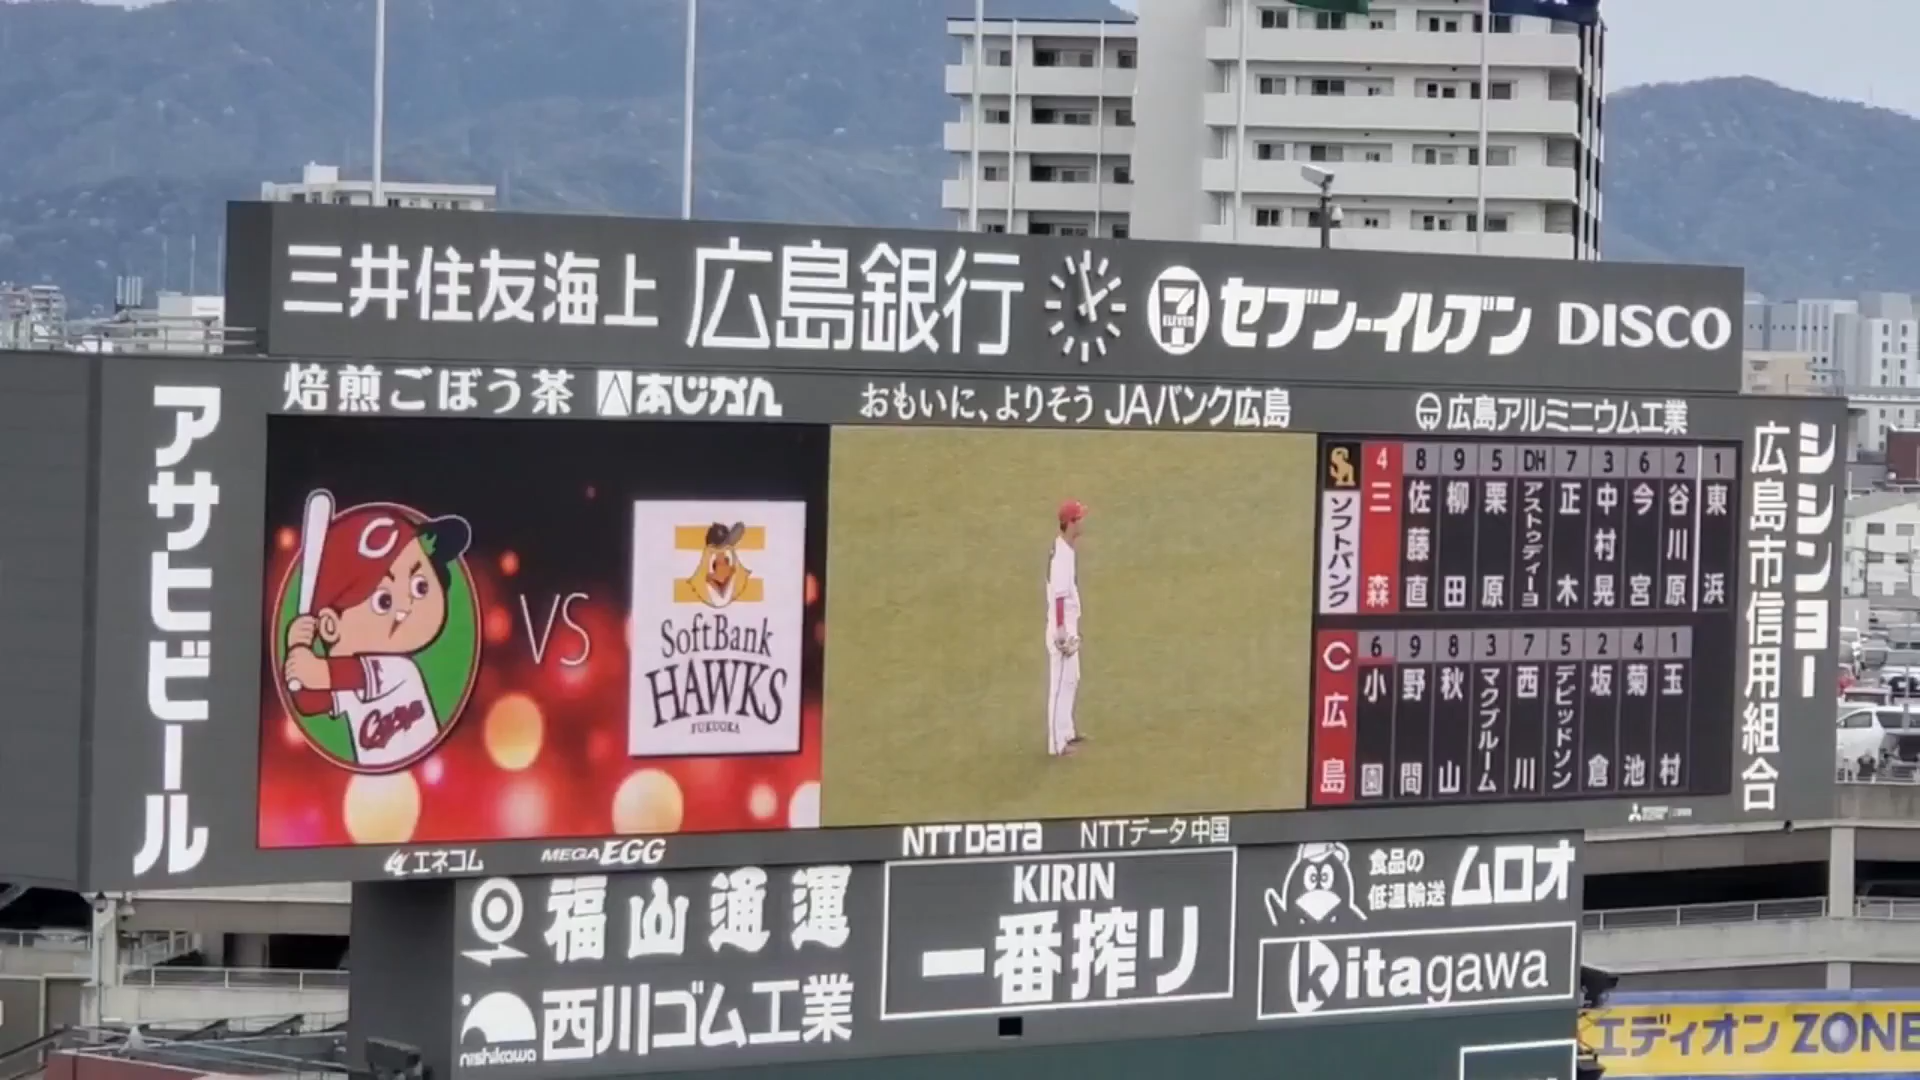 三井住友海上 広島銀行 7 ELEVEN セブン-イレブン DISCO
焙煎ごぼう茶 あじかん おもいに、よりそう JAバンク広島 広島アルミニウム工業
アサヒビール
C VS
SoftBank
HAWKS
FUKUOKA
Carp
ソフトバンク
4 三森
8 佐藤直
9 柳田
5 栗原
DH アストゥディーヨ
7 正木
3 中村晃
6 今宮
2 谷川原
1 東浜
C 広島
6 小園
9 野間
8 秋山
3 マクブルーム
7 西川
5 デビッドソン
2 坂倉
4 菊池
1 玉村
シシンヨー
広島市信用組合
エネコム MEGA EGG NTT DATA NTTデータ中国
福山通運
nishikawa 西川ゴム工業
KIRIN
一番搾り
食品の
低温輸送 ムロオ
kitagawa
エディオン ZONE